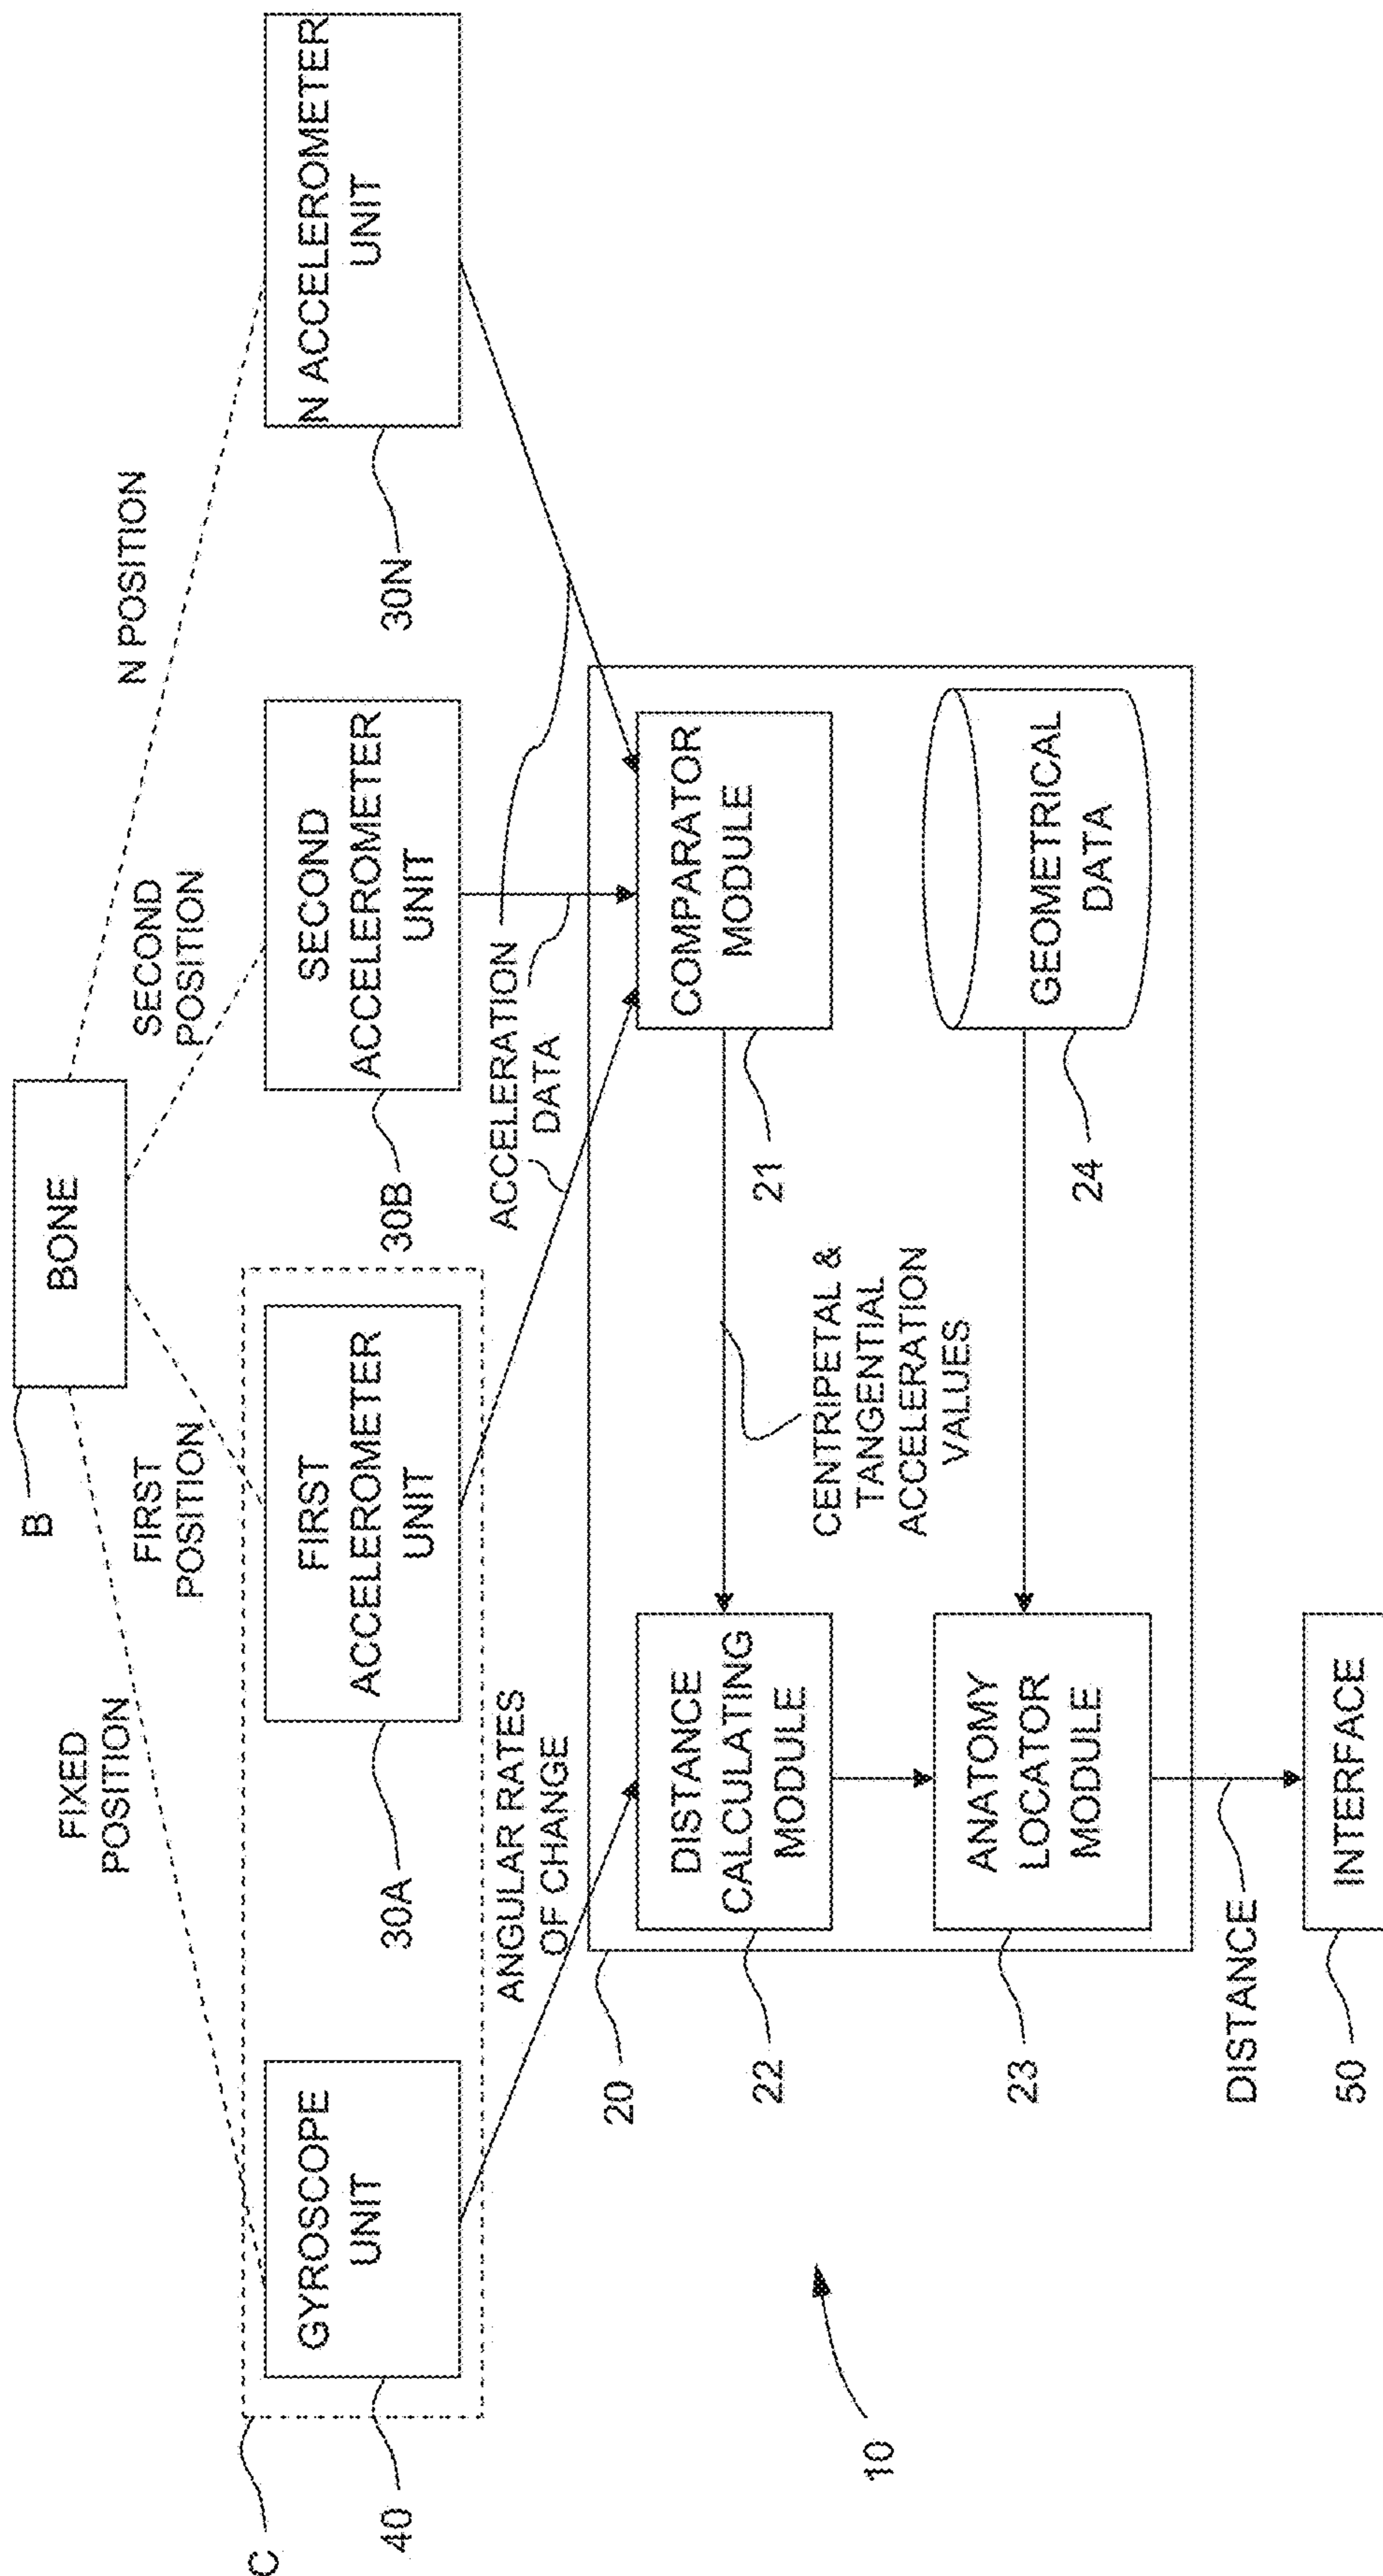 BONE
B
FIXED
POSITION
FIRST
POSITION
SECOND
POSITION
N POSITION
C
GYROSCOPE
UNIT
40
FIRST
ACCELEROMETER
UNIT
30A
SECOND
ACCELEROMETER
UNIT
30B
N ACCELEROMETER
UNIT
30N
ANGULAR RATES
OF CHANGE
ACCELERATION
DATA
20
DISTANCE
CALCULATING
MODULE
22
CENTRIPETAL &
TANGENTIAL
ACCELERATION
VALUES
COMPARATOR
MODULE
21
ANATOMY
LOCATOR
MODULE
23
GEOMETRICAL
DATA
24
DISTANCE
INTERFACE
50
10